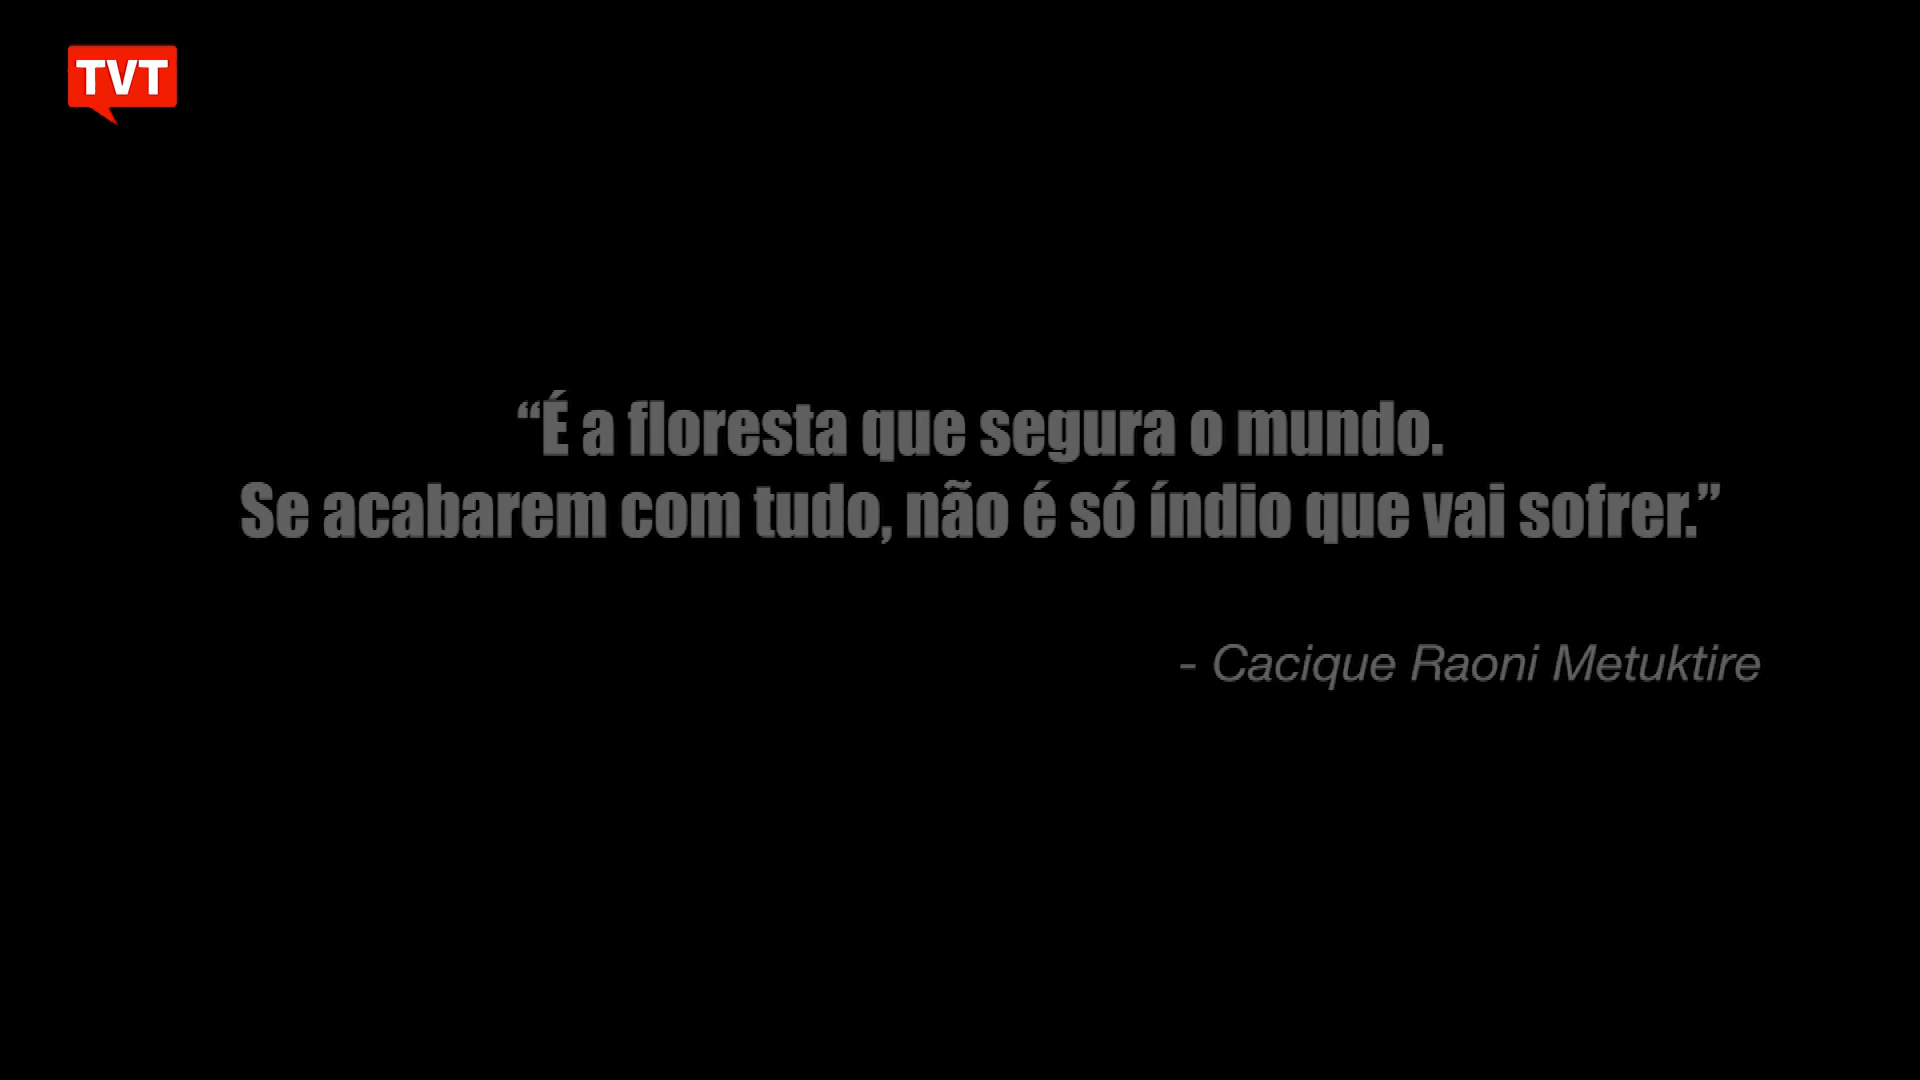 TVT
“É a floresta que segura o mundo.
Se acabarem com tudo, não é só índio que vai sofrer.”
- Cacique Raoni Metuktire